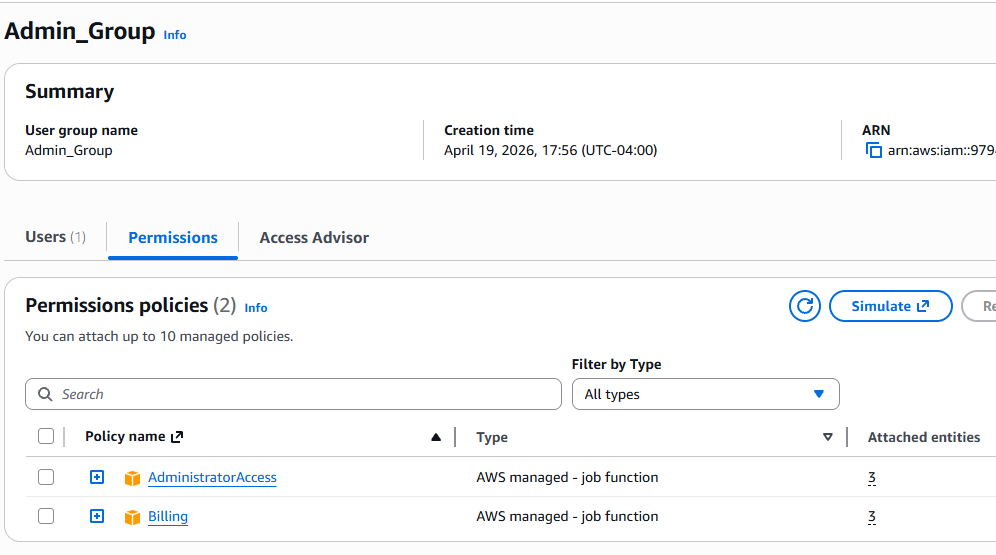 Admin_Group Info
Summary
User group name
Admin_Group
Creation time
April 19, 2026, 17:56 (UTC-04:00)
ARN
arn:aws:iam::979
Users (1)
Permissions
Access Advisor
Permissions policies (2) Info
You can attach up to 10 managed policies.
Simulate
Re
Filter by Type
Search
All types
Policy name
Type
Attached entities
AdministratorAccess
AWS managed - job function
3
Billing
AWS managed - job function
3